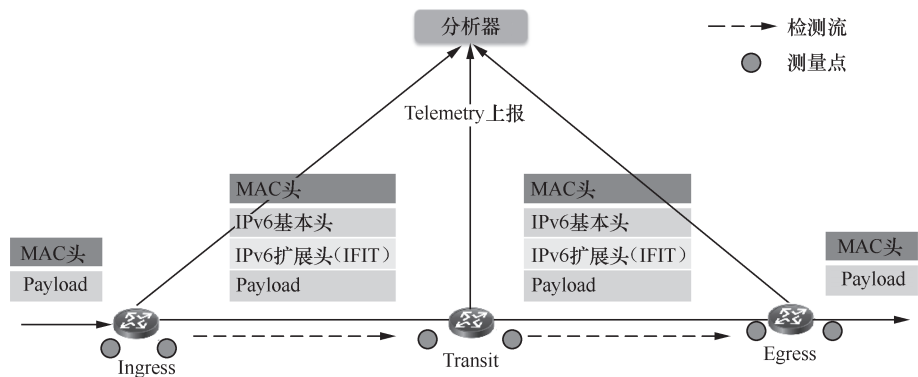 分析器
检测流
测量点
Telemetry上报
MAC头
IPv6基本头
IPv6扩展头(IFIT)
Payload
MAC头
IPv6基本头
IPv6扩展头(IFIT)
Payload
MAC头
Payload
MAC头
Payload
Ingress
Transit
Egress